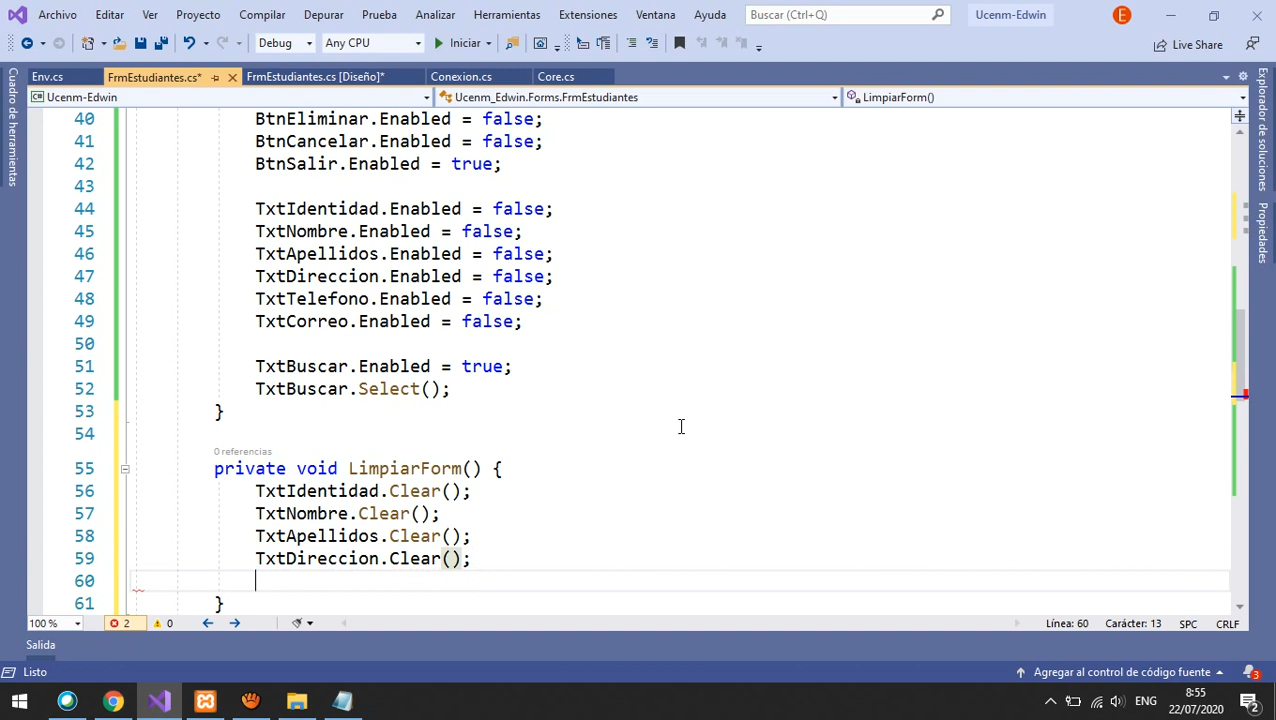 Archivo Editar Ver Proyecto Compilar Depurar Prueba Analizar Herramientas Extensiones Ventana Ayuda Buscar (Ctrl+Q) Ucenm-Edwin E
Debug Any CPU Iniciar Live Share
Env.cs FrmEstudiantes.cs* FrmEstudiantes.cs [Diseño]* Conexion.cs Core.cs
Ucenm-Edwin Ucenm_Edwin.Forms.FrmEstudiantes LimpiarForm()
Cuadro de herramientas
Explorador de soluciones
Propiedades
40 BtnEliminar.Enabled = false;
41 BtnCancelar.Enabled = false;
42 BtnSalir.Enabled = true;
43
44 TxtIdentidad.Enabled = false;
45 TxtNombre.Enabled = false;
46 TxtApellidos.Enabled = false;
47 TxtDireccion.Enabled = false;
48 TxtTelefono.Enabled = false;
49 TxtCorreo.Enabled = false;
50
51 TxtBuscar.Enabled = true;
52 TxtBuscar.Select();
53 }
54
0 referencias
55 private void LimpiarForm() {
56 TxtIdentidad.Clear();
57 TxtNombre.Clear();
58 TxtApellidos.Clear();
59 TxtDireccion.Clear();
60
61 }
100 % 2 0 Línea: 60 Carácter: 13 SPC CRLF
Salida
Listo Agregar al control de código fuente 3
ENG 8:55
22/07/2020 2